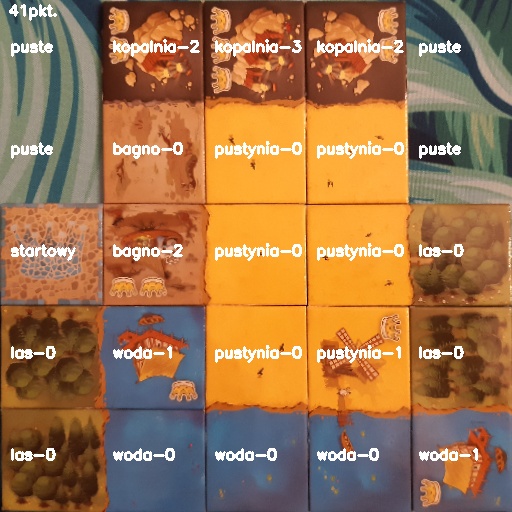 41pkt.
puste kopalnia-2 kopalnia-3 kopalnia-2 puste
puste bagno-0 pustynia-0 pustynia-0 puste
startowy bagno-2 pustynia-0 pustynia-0 las-0
las-0 woda-1 pustynia-0 pustynia-1 las-0
las-0 woda-0 woda-0 woda-0 woda-1